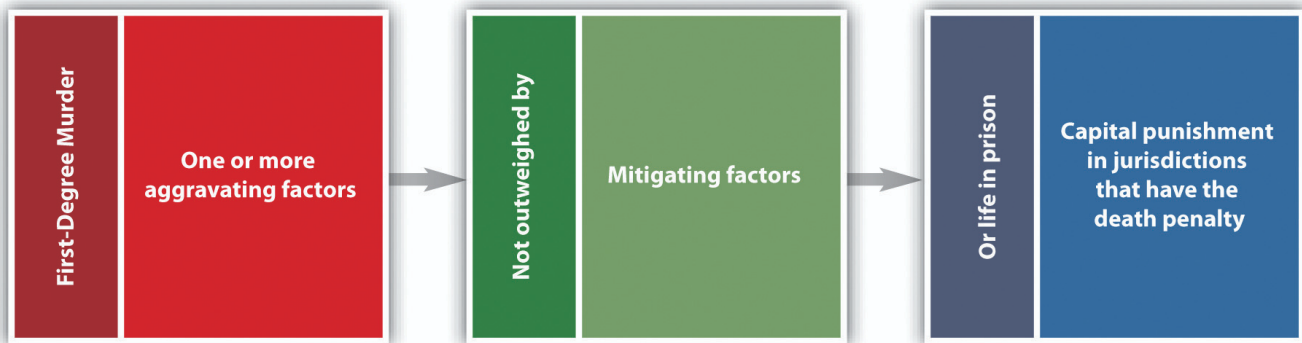 First-Degree Murder
One or more
aggravating factors
Not outweighed by
Mitigating factors
Or life in prison
Capital punishment
in jurisdictions
that have the
death penalty